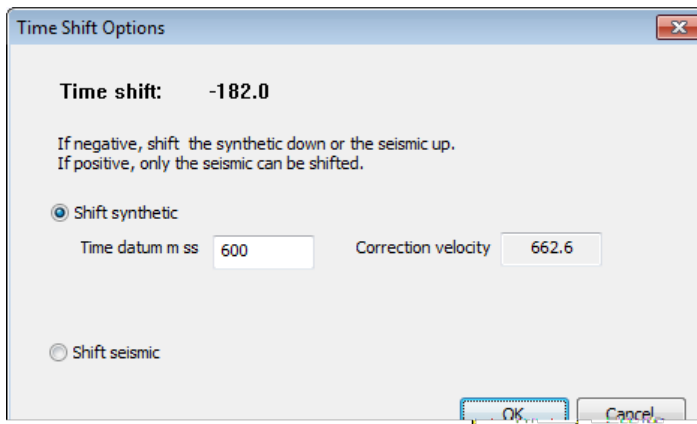 Time Shift Options
Time shift: -182.0
If negative, shift the synthetic down or the seismic up.
If positive, only the seismic can be shifted.
Shift synthetic
Time datum m ss 600 Correction velocity 662.6
Shift seismic
OK Cancel